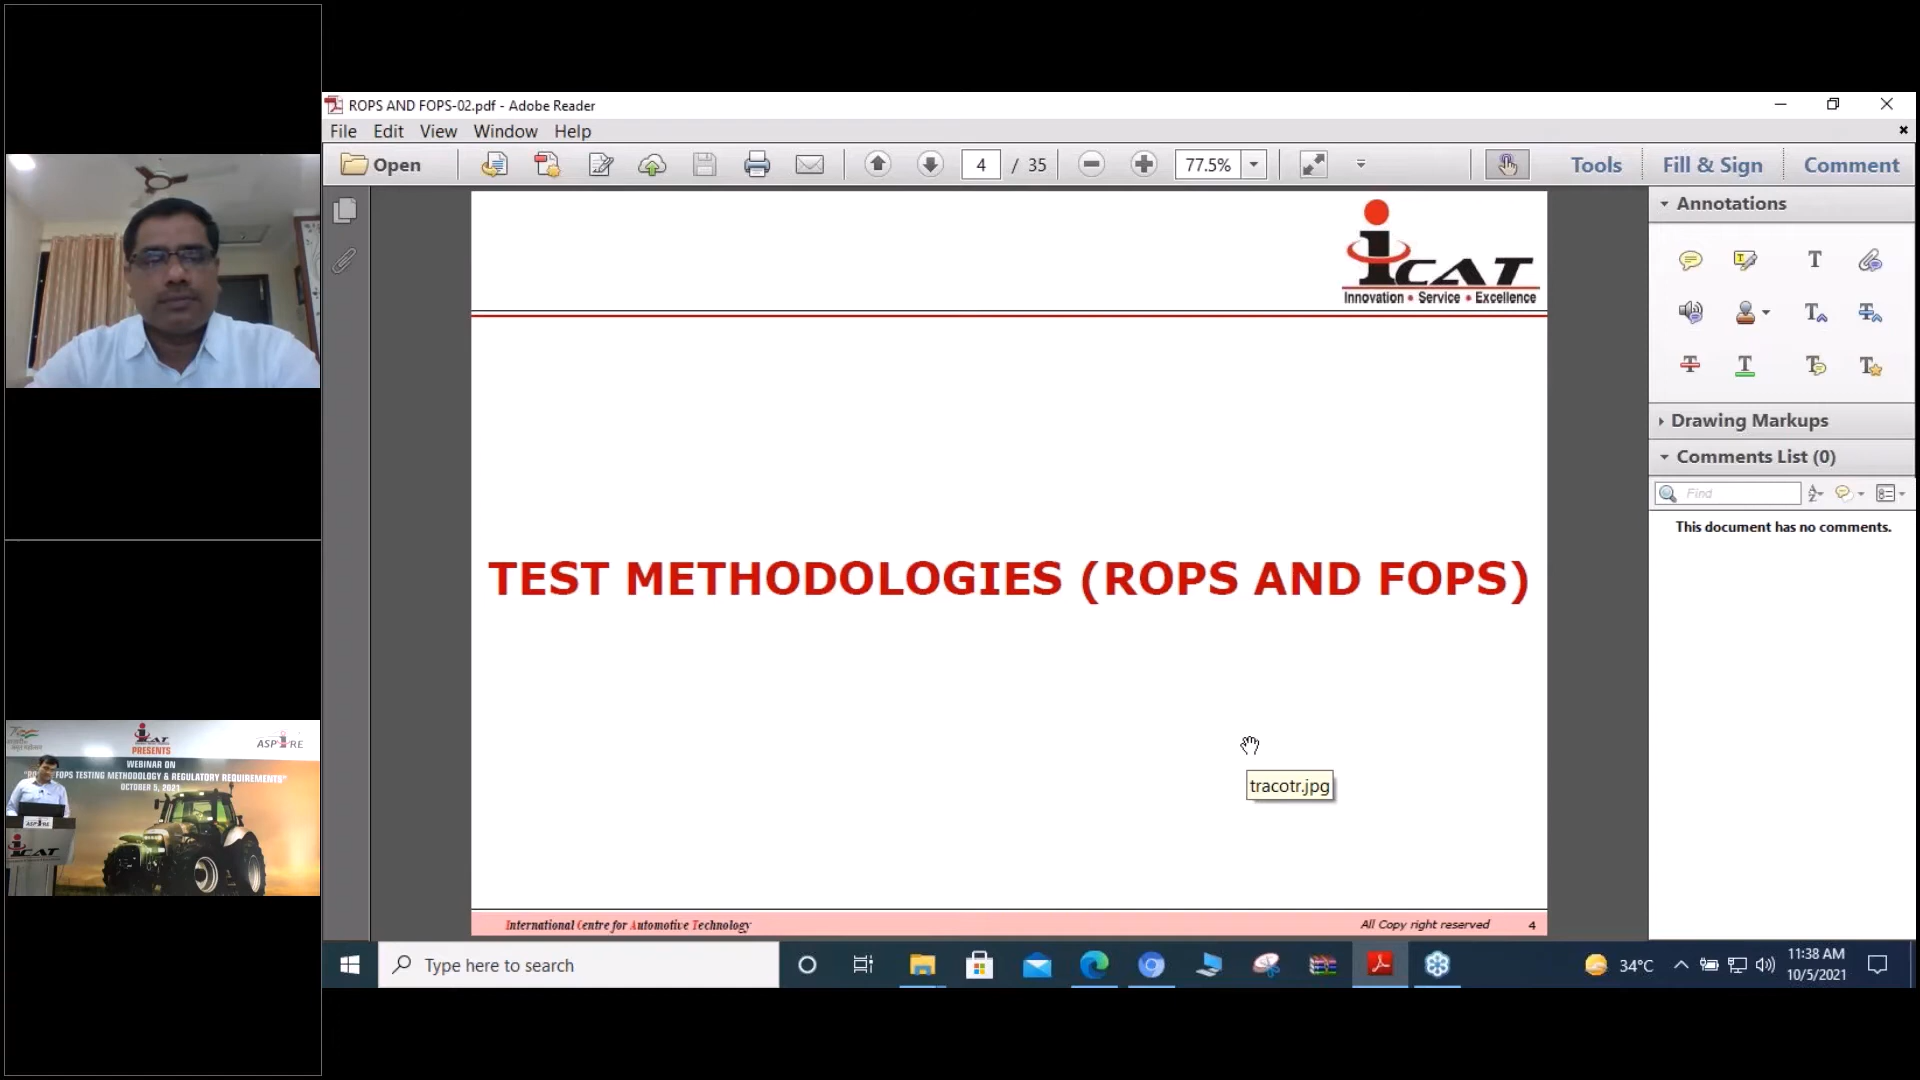 ROPS AND FOPS-02.pdf - Adobe Reader
File Edit View Window Help
Open
4 / 35
77.5%
Tools
Fill & Sign
Comment
Annotations
Drawing Markups
Comments List (0)
Find
This document has no comments.
iCAT
Innovation • Service • Excellence
TEST METHODOLOGIES (ROPS AND FOPS)
tracotr.jpg
International Centre for Automotive Technology
All Copy right reserved
4
iCAT
PRESENTS
ASPIRE
WEBINAR ON
FOPS TESTING METHODOLOGY & REGULATORY REQUIREMENTS"
OCTOBER 5, 2021
ASPIRE
iCAT
Type here to search
34°C
11:38 AM
10/5/2021